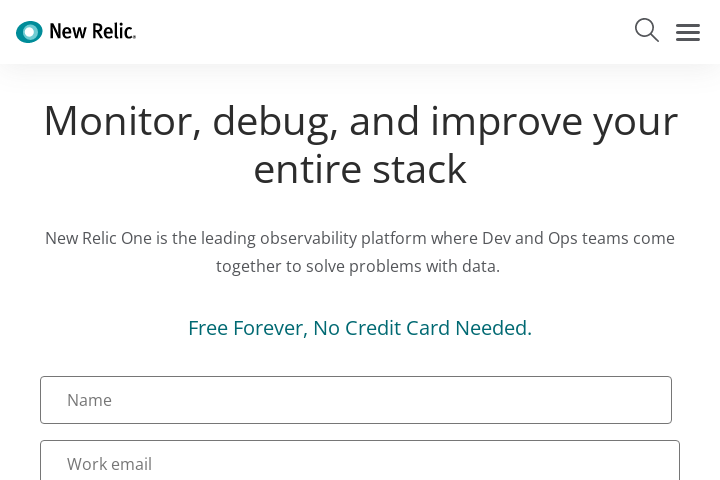 New Relic.
Monitor, debug, and improve your
entire stack
New Relic One is the leading observability platform where Dev and Ops teams come
together to solve problems with data.
Free Forever, No Credit Card Needed.
Name
Work email